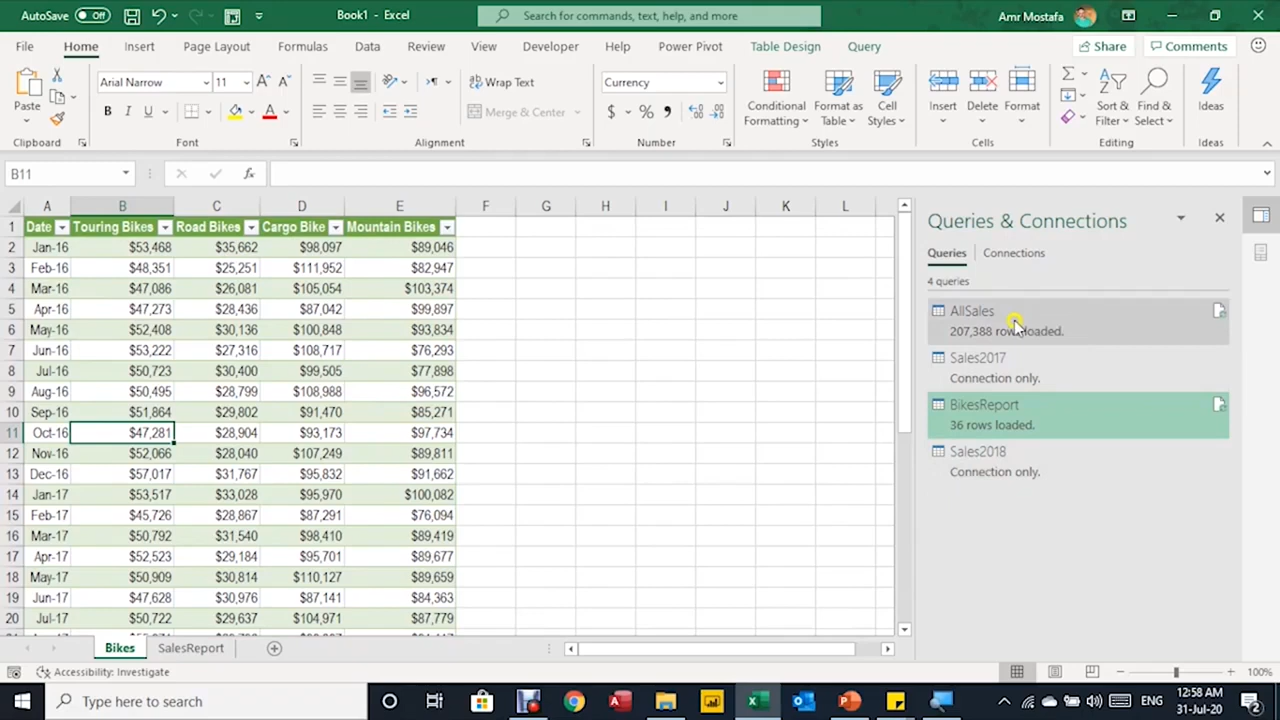 AutoSave Off Book1 - Excel Search for commands, text, help, and more Amr Mostafa
File Home Insert Page Layout Formulas Data Review View Developer Help Power Pivot Table Design Query Share Comments
Arial Narrow 11 Wrap Text Currency
Paste B I U Merge & Center $ % Conditional Formatting Format as Table Cell Styles Insert Delete Format Sort & Filter Find & Select Ideas
Clipboard Font Alignment Number Styles Cells Editing Ideas
B11 fx
A B C D E F G H I J K L
1 Date Touring Bikes Road Bikes Cargo Bike Mountain Bikes
2 Jan-16 $53,468 $35,662 $98,097 $89,046
3 Feb-16 $48,351 $25,251 $111,952 $82,947
4 Mar-16 $47,086 $26,081 $105,054 $103,374
5 Apr-16 $47,273 $28,436 $87,042 $99,897
6 May-16 $52,408 $30,136 $100,848 $93,834
7 Jun-16 $53,222 $27,316 $108,717 $76,293
8 Jul-16 $50,723 $30,400 $99,505 $77,898
9 Aug-16 $50,495 $28,799 $108,988 $96,572
10 Sep-16 $51,864 $29,802 $91,470 $85,271
11 Oct-16 $47,281 $28,904 $93,173 $97,734
12 Nov-16 $52,066 $28,040 $107,249 $89,811
13 Dec-16 $57,017 $31,767 $95,832 $91,662
14 Jan-17 $53,517 $33,028 $95,970 $100,082
15 Feb-17 $45,726 $28,867 $87,291 $76,094
16 Mar-17 $50,792 $31,540 $98,410 $89,419
17 Apr-17 $52,523 $29,184 $95,701 $89,677
18 May-17 $50,909 $30,814 $110,127 $89,659
19 Jun-17 $47,628 $30,976 $87,141 $84,363
20 Jul-17 $50,722 $29,637 $104,971 $87,779
Queries & Connections
Queries Connections
4 queries
AllSales
207,388 rows loaded.
Sales2017
Connection only.
BikesReport
36 rows loaded.
Sales2018
Connection only.
Bikes SalesReport
Accessibility: Investigate 100%
Type here to search ENG 12:58 AM
31-Jul-20 2